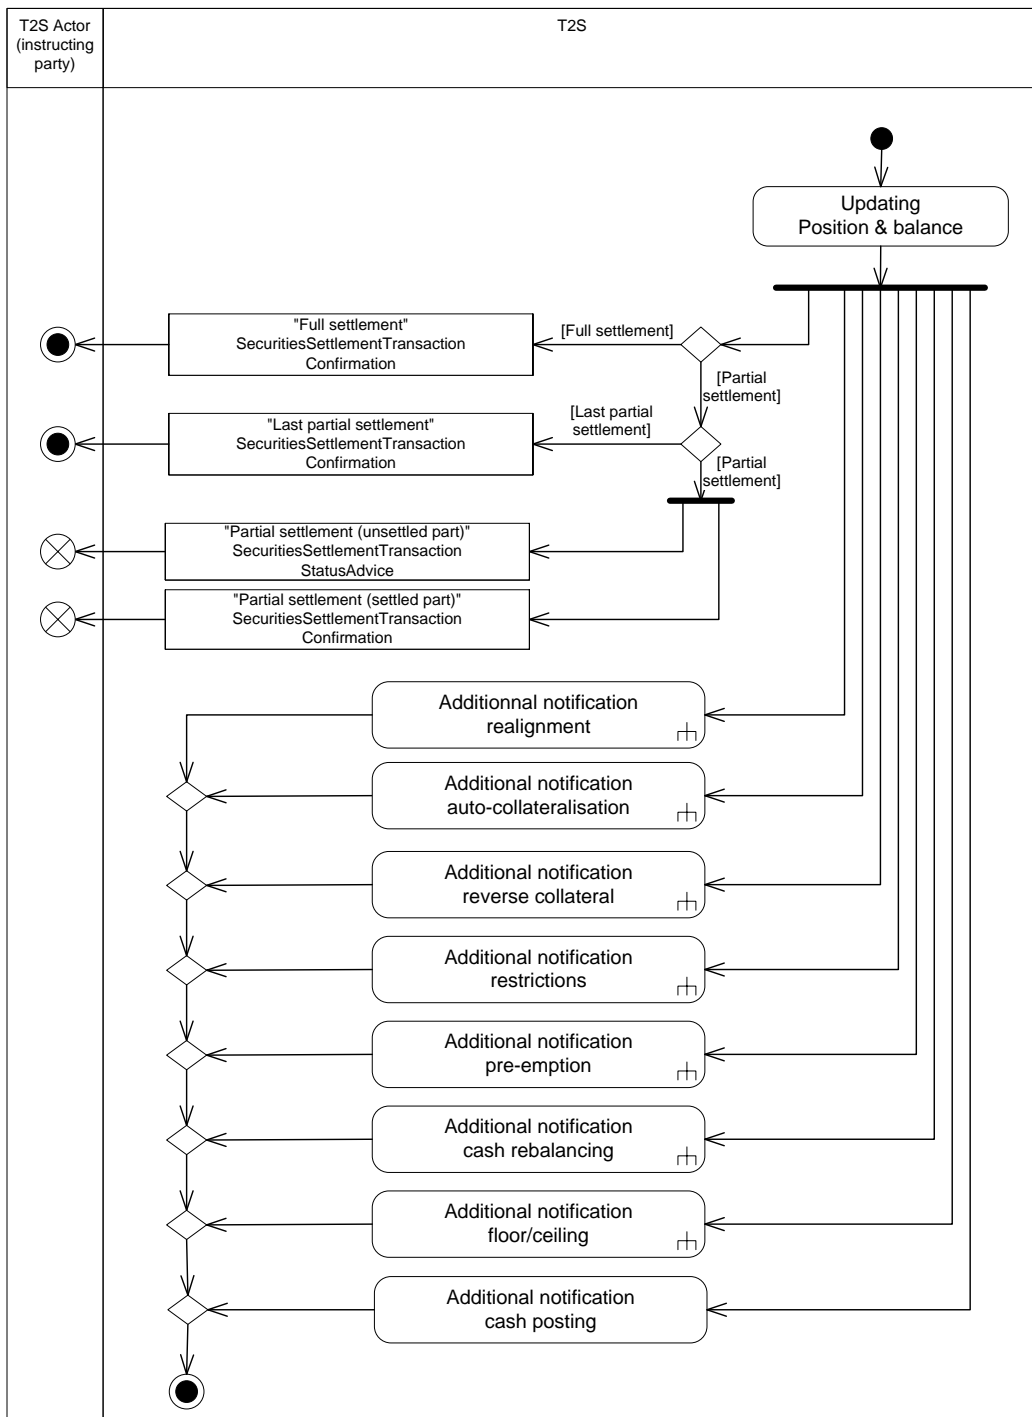 T2S Actor
(instructing
party)
T2S
Updating
Position & balance
"Full settlement"
SecuritiesSettlementTransaction
Confirmation
[Full settlement]
[Partial
settlement]
"Last partial settlement"
SecuritiesSettlementTransaction
Confirmation
[Last partial
settlement]
[Partial
settlement]
"Partial settlement (unsettled part)"
SecuritiesSettlementTransaction
StatusAdvice
"Partial settlement (settled part)"
SecuritiesSettlementTransaction
Confirmation
Additionnal notification
realignment
Additional notification
auto-collateralisation
Additional notification
reverse collateral
Additional notification
restrictions
Additional notification
pre-emption
Additional notification
cash rebalancing
Additional notification
floor/ceiling
Additional notification
cash posting